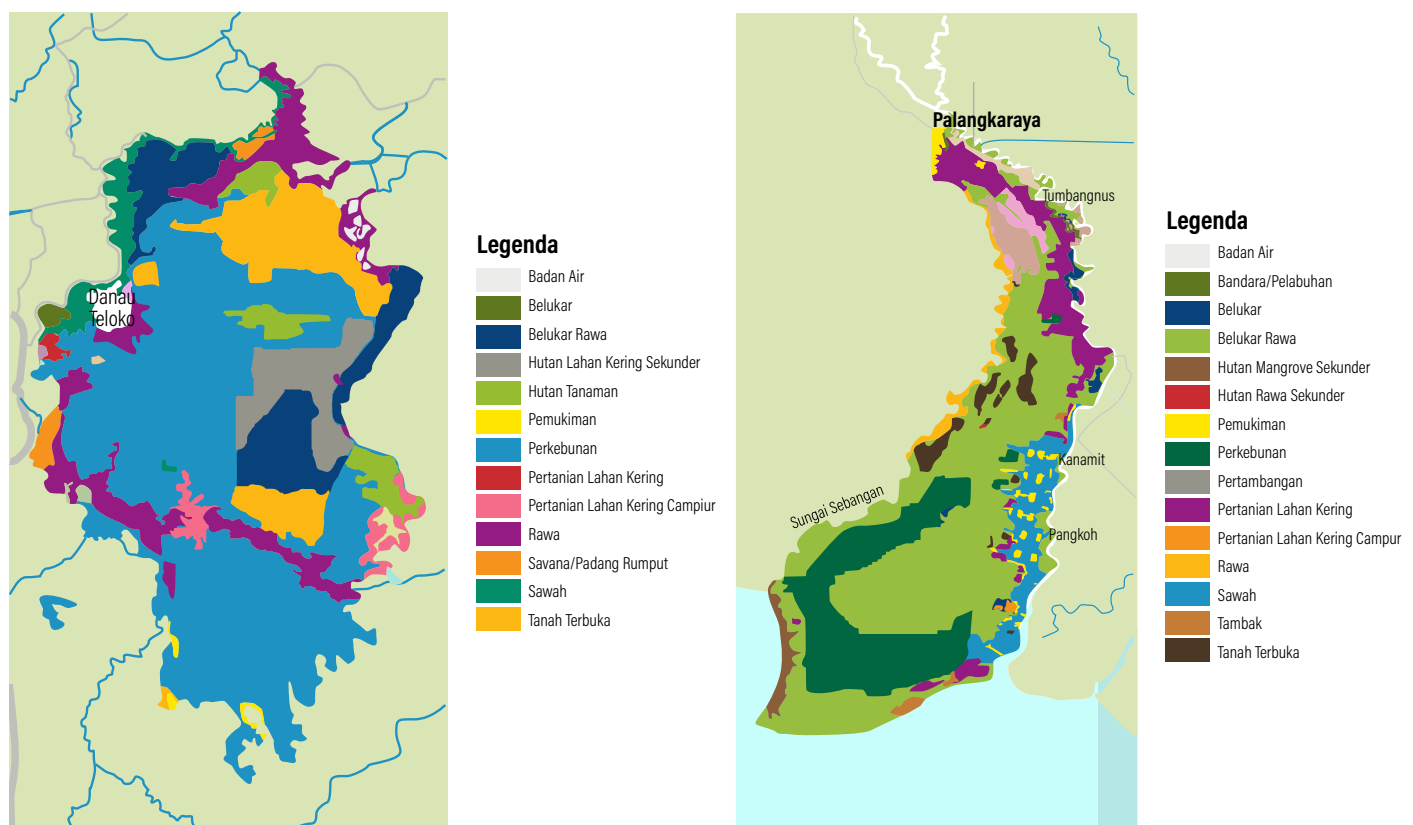 Danau
Teloko
Legenda
Badan Air
Belukar
Belukar Rawa
Hutan Lahan Kering Sekunder
Hutan Tanaman
Pemukiman
Perkebunan
Pertanian Lahan Kering
Pertanian Lahan Kering Campiur
Rawa
Savana/Padang Rumput
Sawah
Tanah Terbuka
Palangkaraya
Tumbangnus
Kanamit
Sungai Sebangan
Pangkoh
Legenda
Badan Air
Bandara/Pelabuhan
Belukar
Belukar Rawa
Hutan Mangrove Sekunder
Hutan Rawa Sekunder
Pemukiman
Perkebunan
Pertambangan
Pertanian Lahan Kering
Pertanian Lahan Kering Campur
Rawa
Sawah
Tambak
Tanah Terbuka